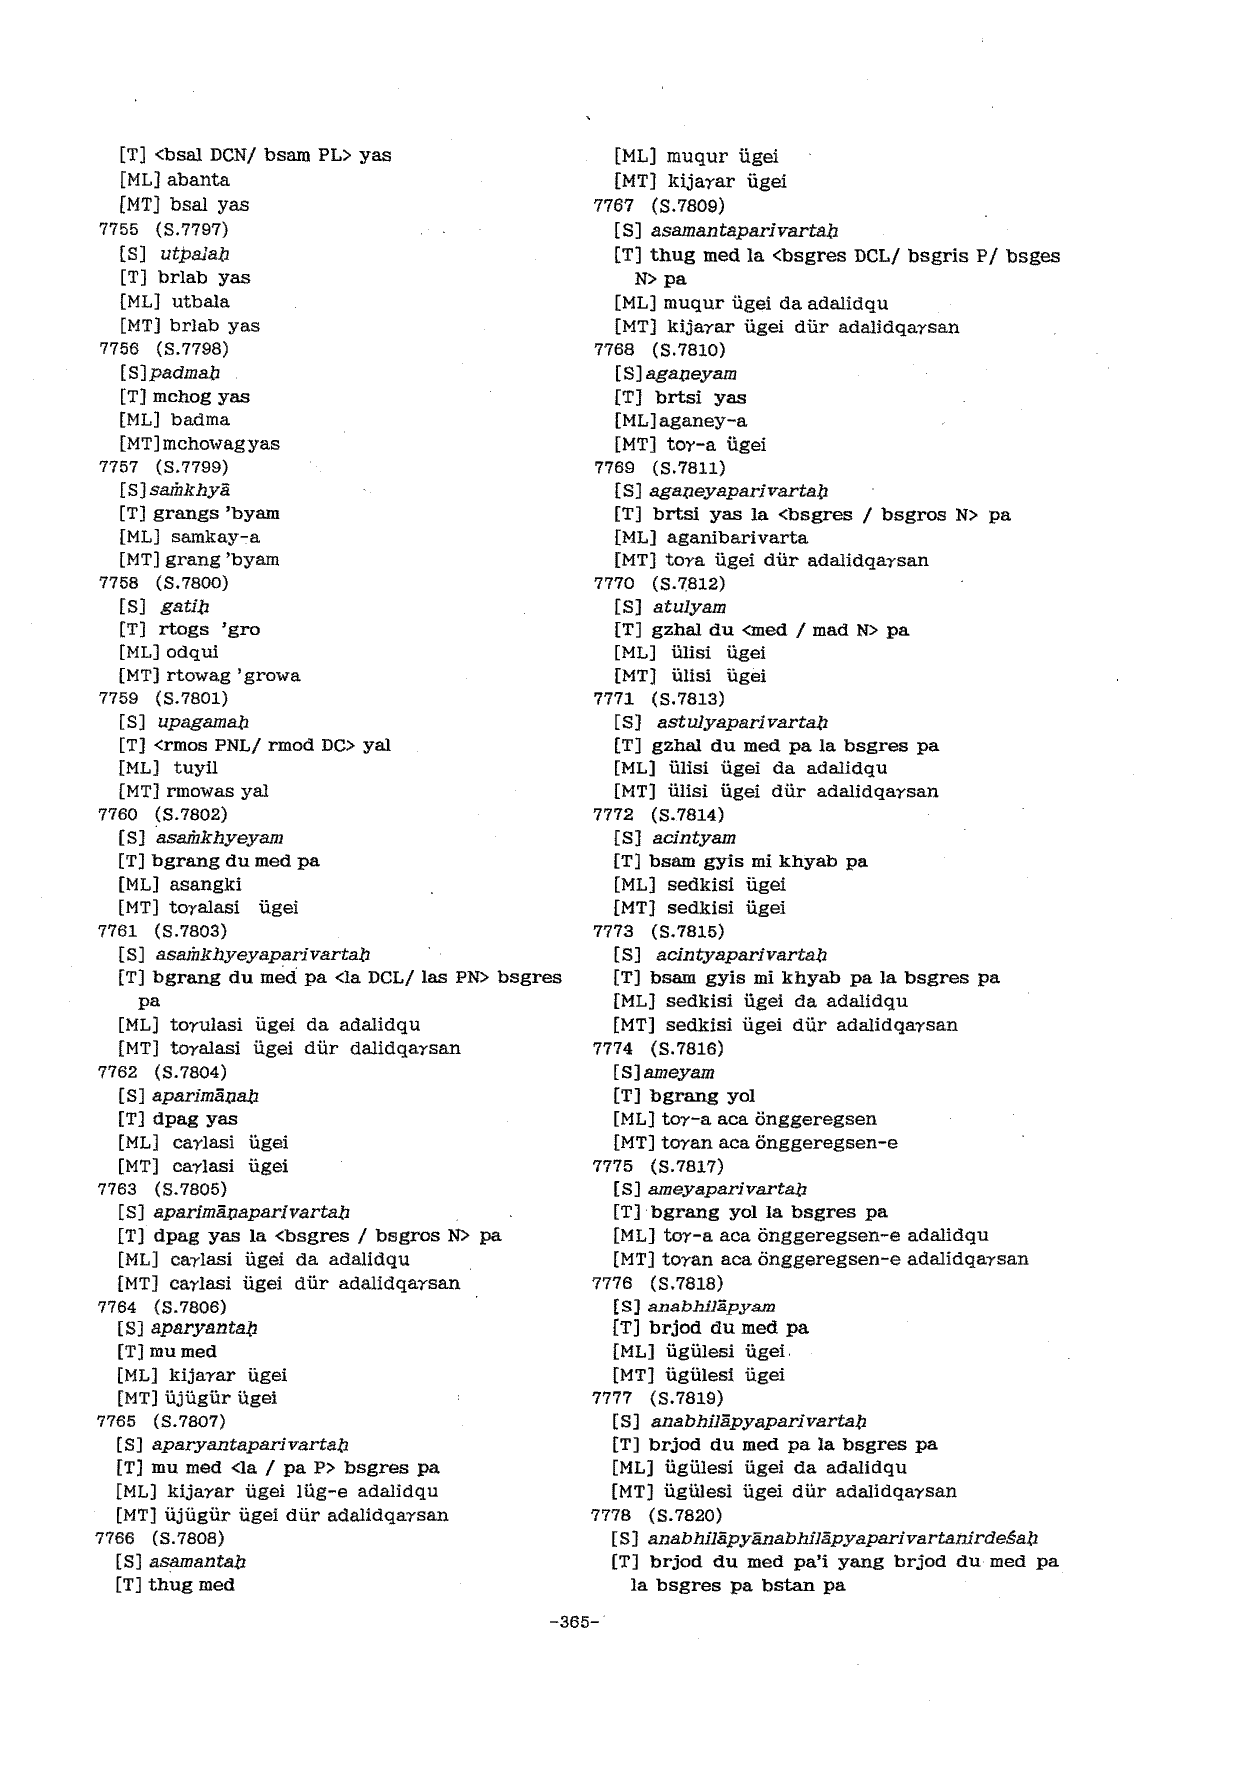 [T] <bsal DCN/ bsam PL> yas
[ML] abanta
[MT] bsal yas
7755 (S.7797)
[S] utpalaḥ
[T] brlab yas
[ML] utbala
[MT] brlab yas
7756 (S.7798)
[S] padmaḥ
[T] mchog yas
[ML] badma
[MT] mchowag yas
7757 (S.7799)
[S] saṁkhyā
[T] grangs 'byam
[ML] samkay-a
[MT] grang 'byam
7758 (S.7800)
[S] gatiḥ
[T] rtogs 'gro
[ML] odqui
[MT] rtowag 'growa
7759 (S.7801)
[S] upagamaḥ
[T] <rmos PNL/ rmod DC> yal
[ML] tuyil
[MT] rmowas yal
7760 (S.7802)
[S] asaṁkhyeyam
[T] bgrang du med pa
[ML] asangki
[MT] toγalasi ügei
7761 (S.7803)
[S] asaṁkhyeyaparivartaḥ
[T] bgrang du med pa <la DCL/ las PN> bsgres
pa
[ML] toγulasi ügei da adalidqu
[MT] toγalasi ügei dür dalidqaγsan
7762 (S.7804)
[S] aparimāṇaḥ
[T] dpag yas
[ML] caγlasi ügei
[MT] caγlasi ügei
7763 (S.7805)
[S] aparimāṇaparivartaḥ
[T] dpag yas la <bsgres / bsgros N> pa
[ML] caγlasi ügei da adalidqu
[MT] caγlasi ügei dür adalidqaγsan
7764 (S.7806)
[S] aparyantaḥ
[T] mu med
[ML] kijaγar ügei
[MT] üjügür ügei
7765 (S.7807)
[S] aparyantaparivartaḥ
[T] mu med <la / pa P> bsgres pa
[ML] kijaγar ügei lüg-e adalidqu
[MT] üjügür ügei dür adalidqaγsan
7766 (S.7808)
[S] asamantaḥ
[T] thug med
[ML] muqur ügei
[MT] kijaγar ügei
7767 (S.7809)
[S] asamantaparivartaḥ
[T] thug med la <bsgres DCL/ bsgris P/ bsges
N> pa
[ML] muqur ügei da adalidqu
[MT] kijaγar ügei dür adalidqaγsan
7768 (S.7810)
[S] agaṇeyam
[T] brtsi yas
[ML] aganey-a
[MT] toγ-a ügei
7769 (S.7811)
[S] agaṇeyaparivartaḥ
[T] brtsi yas la <bsgres / bsgros N> pa
[ML] aganibarivarta
[MT] toγa ügei dür adalidqaγsan
7770 (S.7812)
[S] atulyam
[T] gzhal du <med / mad N> pa
[ML] ülisi ügei
[MT] ülisi ügei
7771 (S.7813)
[S] astulyaparivartaḥ
[T] gzhal du med pa la bsgres pa
[ML] ülisi ügei da adalidqu
[MT] ülisi ügei dür adalidqaγsan
7772 (S.7814)
[S] acintyam
[T] bsam gyis mi khyab pa
[ML] sedkisi ügei
[MT] sedkisi ügei
7773 (S.7815)
[S] acintyaparivartaḥ
[T] bsam gyis mi khyab pa la bsgres pa
[ML] sedkisi ügei da adalidqu
[MT] sedkisi ügei dür adalidqaγsan
7774 (S.7816)
[S] ameyam
[T] bgrang yol
[ML] toγ-a aca önggeregsen
[MT] toγan aca önggeregsen-e
7775 (S.7817)
[S] ameyaparivartaḥ
[T] bgrang yol la bsgres pa
[ML] toγ-a aca önggeregsen-e adalidqu
[MT] toγan aca önggeregsen-e adalidqaγsan
7776 (S.7818)
[S] anabhilāpyam
[T] brjod du med pa
[ML] ügülesi ügei
[MT] ügülesi ügei
7777 (S.7819)
[S] anabhilāpyaparivartaḥ
[T] brjod du med pa la bsgres pa
[ML] ügülesi ügei da adalidqu
[MT] ügülesi ügei dür adalidqaγsan
7778 (S.7820)
[S] anabhilāpyānabhilāpyaparivartanirdeśaḥ
[T] brjod du med pa'i yang brjod du med pa
la bsgres pa bstan pa
-365-